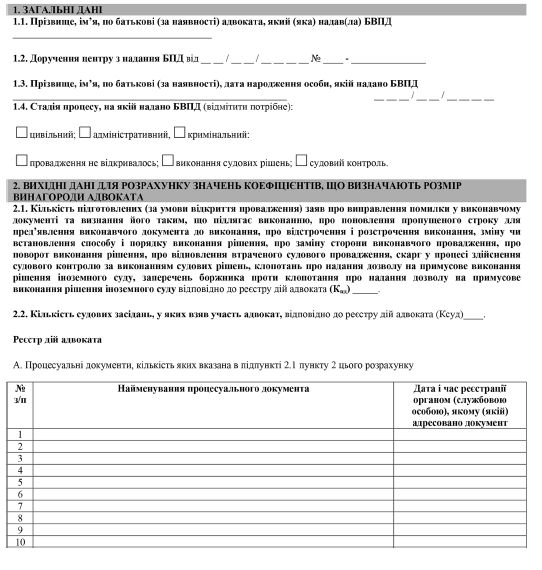 1. ЗАГАЛЬНІ ДАНІ
1.1. Прізвище, ім’я, по батькові (за наявності) адвоката, який (яка) надав(ла) БВПД
1.2. Доручення центру з надання БПД від __ __ / __ __ / __ __ __ __ № ____ - ______________
1.3. Прізвище, ім’я, по батькові (за наявності), дата народження особи, якій надано БВПД
__ __ __ / __ __ / __ __ __ __
1.4. Стадія процесу, на якій надано БВПД (відмітити потрібне):
☐ цивільний; ☐ адміністративний, ☐ кримінальний:
☐ провадження не відкривалось; ☐ виконання судових рішень; ☐ судовий контроль.
2. ВИХІДНІ ДАНІ ДЛЯ РОЗРАХУНКУ ЗНАЧЕНЬ КОЕФІЦІЄНТІВ, ЩО ВИЗНАЧАЮТЬ РОЗМІР
ВИНАГОРОДИ АДВОКАТА
2.1. Кількість підготовлених (за умови відкриття провадження) заяв про виправлення помилки у виконавчому
документі та визнання його таким, що підлягає виконанню, про поновлення пропущеного строку для
пред’явлення виконавчого документа до виконання, про відстрочення і розстрочення виконання, зміну чи
встановлення способу і порядку виконання рішення, про заміну сторони виконавчого провадження, про
поворот виконання рішення, про відновлення втраченого судового провадження, скарг у процесі здійснення
судового контролю за виконанням судових рішень, клопотань про надання дозволу на примусове виконання
рішення іноземного суду, заперечень боржника проти клопотання про надання дозволу на примусове
виконання рішення іноземного суду відповідно до реєстру дій адвоката (Кпд) _____.
2.2. Кількість судових засідань, у яких взяв участь адвокат, відповідно до реєстру дій адвоката (Ксуд)____.
Реєстр дій адвоката
А. Процесуальні документи, кількість яких вказана в підпункті 2.1 пункту 2 цього розрахунку
№ Найменування процесуального документа Дата і час реєстрації
з/п органом (службовою
особою), якому (якій)
адресовано документ
1
2
3
4
5
6
7
8
9
10